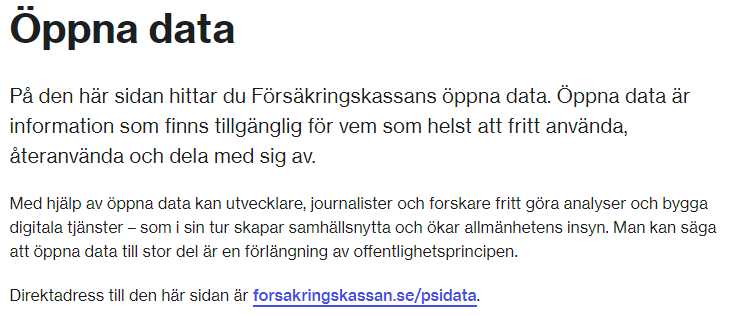 Öppna data
På den här sidan hittar du Försäkringskassans öppna data. Öppna data är
information som finns tillgänglig för vem som helst att fritt använda,
återanvända och dela med sig av.
Med hjälp av öppna data kan utvecklare, journalister och forskare fritt göra analyser och bygga
digitala tjänster – som i sin tur skapar samhällsnytta och ökar allmänhetens insyn. Man kan säga
att öppna data till stor del är en förlängning av offentlighetsprincipen.
Direktadress till den här sidan är forsakringskassan.se/psidata.